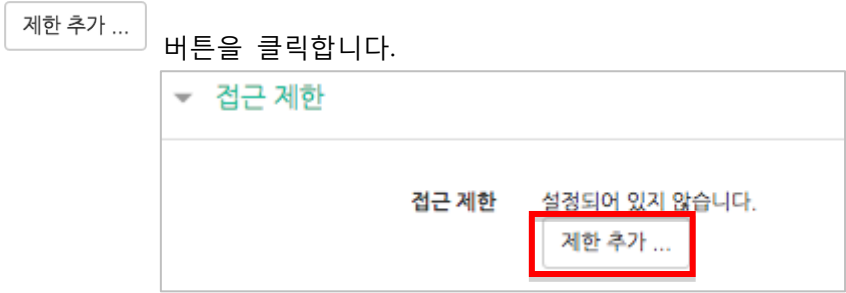 제한 추가 ...
버튼을 클릭합니다.
접근 제한
접근 제한 설정되어 있지 않습니다.
제한 추가 ...